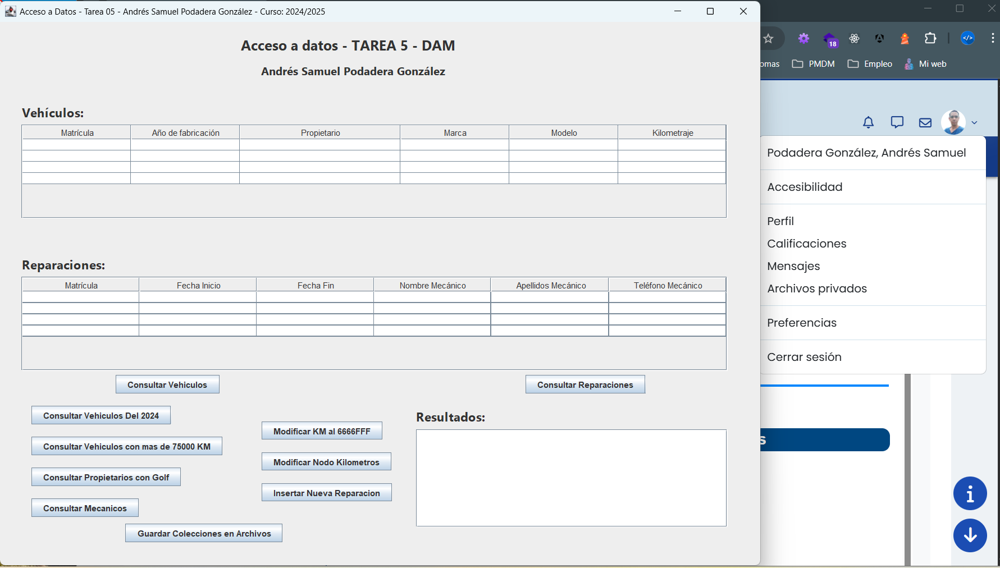 Acceso a Datos - Tarea 05 - Andrés Samuel Podadera González - Curso: 2024/2025
Acceso a datos - TAREA 5 - DAM
Andrés Samuel Podadera González
Vehículos:
Matrícula Año de fabricación Propietario Marca Modelo Kilometraje
Reparaciones:
Matrícula Fecha Inicio Fecha Fin Nombre Mecánico Apellidos Mecánico Teléfono Mecánico
Consultar Vehiculos
Consultar Reparaciones
Consultar Vehiculos Del 2024
Consultar Vehiculos con mas de 75000 KM
Consultar Propietarios con Golf
Consultar Mecanicos
Guardar Colecciones en Archivos
Modificar KM al 6666FFF
Modificar Nodo Kilometros
Insertar Nueva Reparacion
Resultados:
18
omas PMDM Empleo Mi web
Podadera González, Andrés Samuel
Accesibilidad
Perfil
Calificaciones
Mensajes
Archivos privados
Preferencias
Cerrar sesión
s